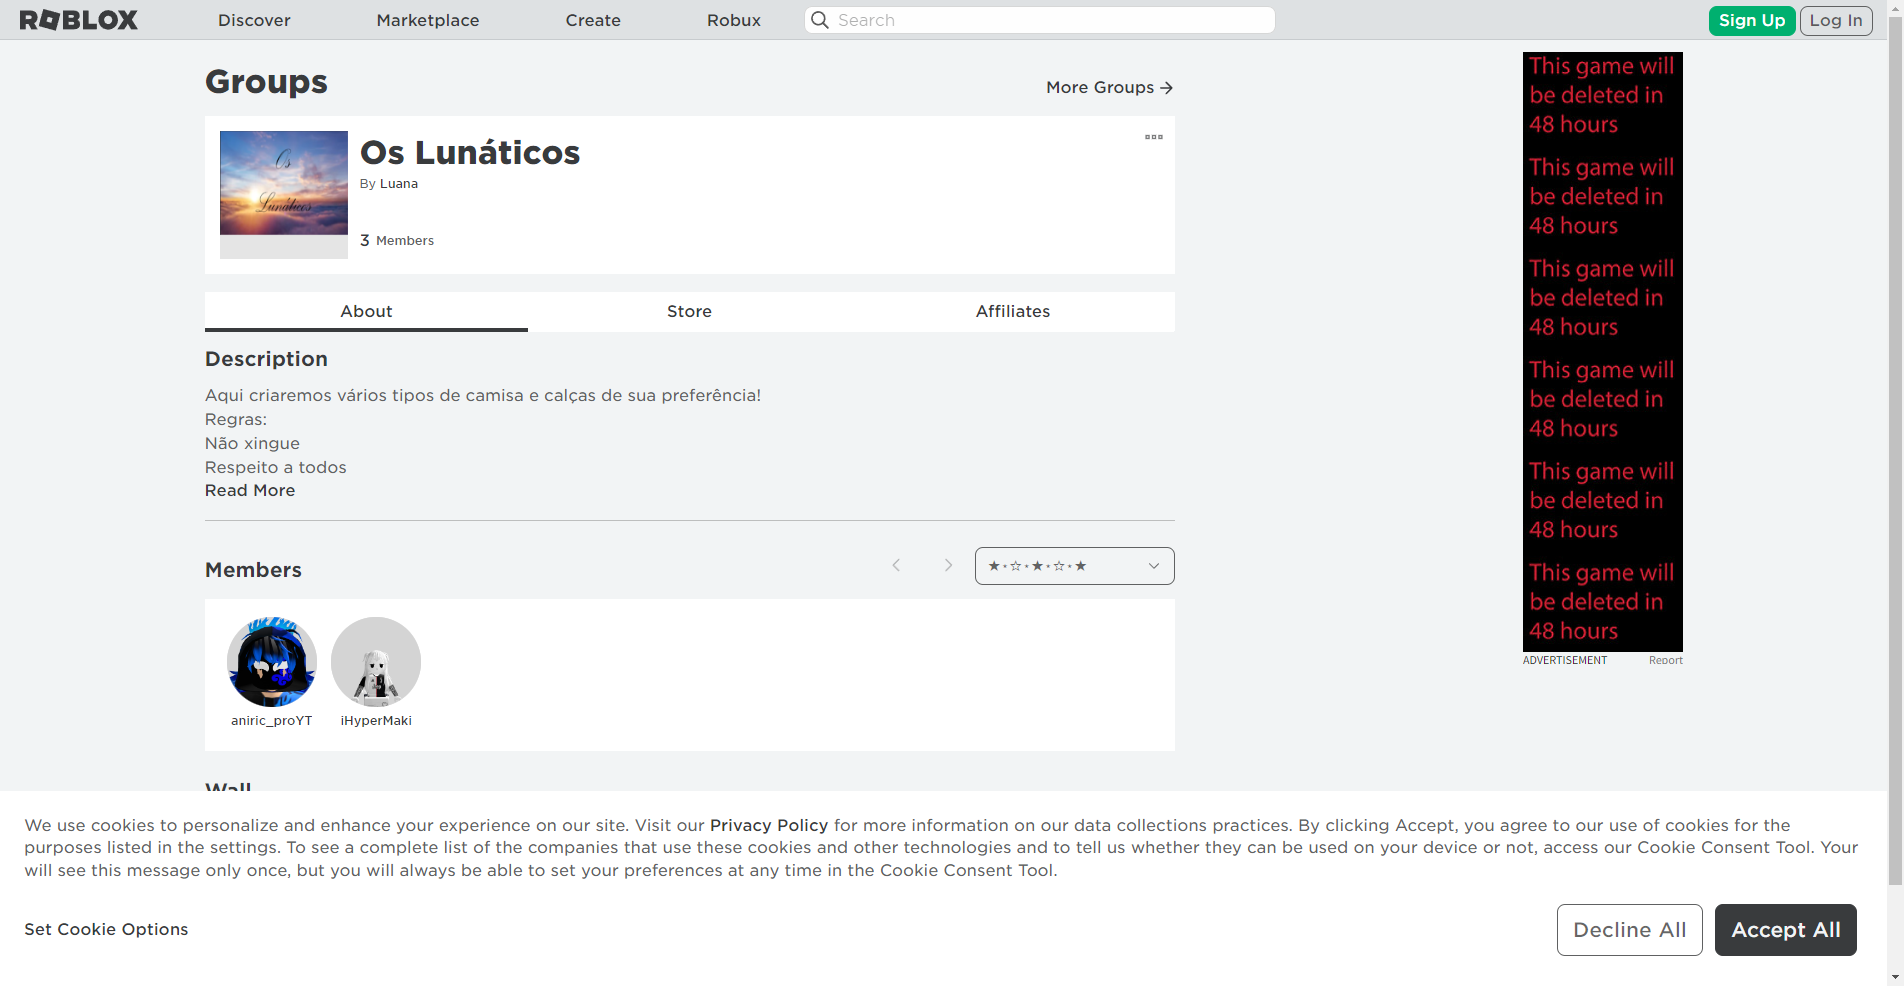 ROBLOX
Discover
Marketplace
Create
Robux
Search
Sign Up
Log In
Groups
More Groups
Os
Lunáticos
Os Lunáticos
By Luana
3 Members
About
Store
Affiliates
Description
Aqui criaremos vários tipos de camisa e calças de sua preferência!
Regras:
Não xingue
Respeito a todos
Read More
Members
★⋆☆⋆★⋆☆⋆★
aniric_proYT
iHyperMaki
Wall
This game will
be deleted in
48 hours
This game will
be deleted in
48 hours
This game will
be deleted in
48 hours
This game will
be deleted in
48 hours
This game will
be deleted in
48 hours
This game will
be deleted in
48 hours
ADVERTISEMENT
Report
We use cookies to personalize and enhance your experience on our site. Visit our Privacy Policy for more information on our data collections practices. By clicking Accept, you agree to our use of cookies for the
purposes listed in the settings. To see a complete list of the companies that use these cookies and other technologies and to tell us whether they can be used on your device or not, access our Cookie Consent Tool. Your
will see this message only once, but you will always be able to set your preferences at any time in the Cookie Consent Tool.
Set Cookie Options
Decline All
Accept All